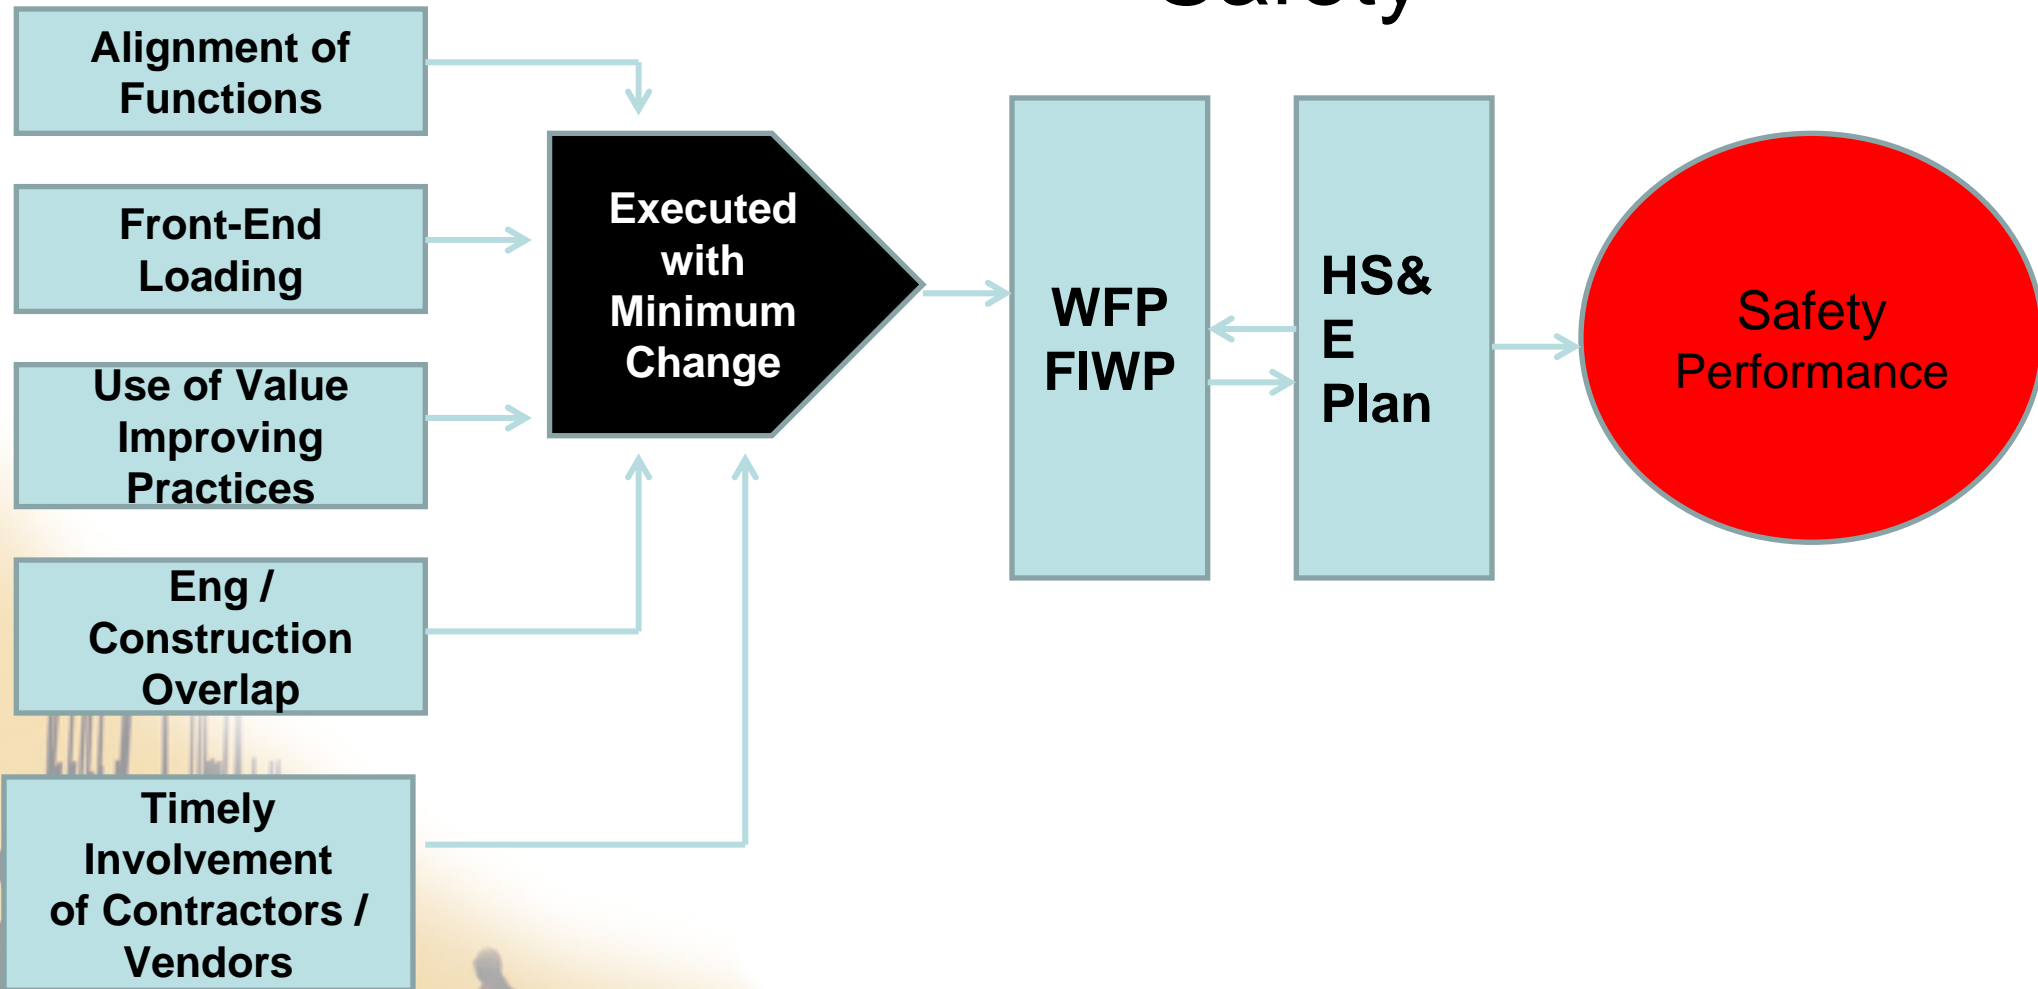 Safety
Alignment of
Functions
Front-End
Loading
Use of Value
Improving
Practices
Eng /
Construction
Overlap
Timely
Involvement
of Contractors /
Vendors
Executed
with
Minimum
Change
WFP
FIWP
HS&
E
Plan
Safety
Performance